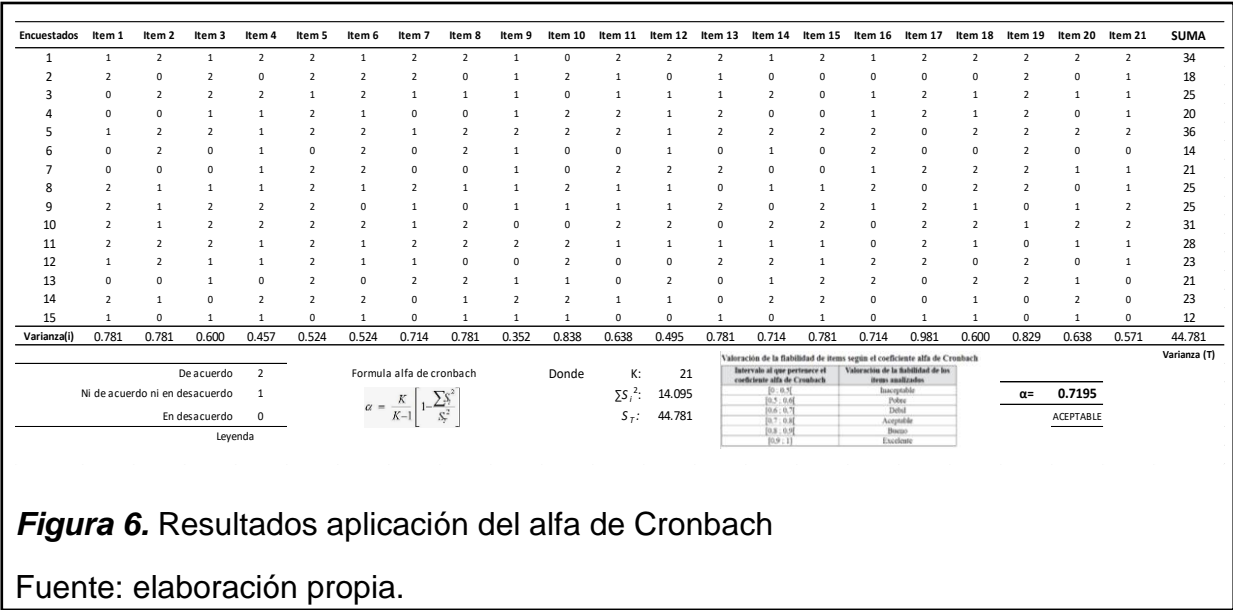 Encuestados Item 1 Item 2 Item 3 Item 4 Item 5 Item 6 Item 7 Item 8 Item 9 Item 10 Item 11 Item 12 Item 13 Item 14 Item 15 Item 16 Item 17 Item 18 Item 19 Item 20 Item 21 SUMA
1 1 2 1 2 2 1 2 2 1 0 2 2 2 1 2 1 2 2 2 2 2 34
2 2 0 2 0 2 2 2 0 1 2 1 0 1 0 0 0 0 0 2 0 1 18
3 0 2 2 2 1 2 1 1 1 0 1 1 1 2 0 1 2 1 2 1 1 25
4 0 0 1 1 2 1 0 0 1 2 2 1 2 0 0 1 2 1 2 0 1 20
5 1 2 2 1 2 2 1 2 2 2 2 1 2 2 2 2 0 2 2 2 2 36
6 0 2 0 1 0 2 0 2 1 0 0 1 0 1 0 2 0 0 2 0 0 14
7 0 0 0 1 2 2 0 0 1 0 2 2 2 0 0 1 2 2 2 1 1 21
8 2 1 1 1 2 1 2 1 1 2 1 1 0 1 1 2 0 2 2 0 1 25
9 2 1 2 2 2 0 1 0 1 1 1 1 2 0 2 1 2 1 0 1 2 25
10 2 1 2 2 2 2 1 2 0 0 2 2 0 2 2 0 2 2 1 2 2 31
11 2 2 2 1 2 1 2 2 2 2 1 1 1 1 1 0 2 1 0 1 1 28
12 1 2 1 1 2 1 1 0 0 2 0 0 2 2 1 2 2 0 2 0 1 23
13 0 0 1 0 2 0 2 2 1 1 0 2 0 1 2 2 0 2 2 1 0 21
14 2 1 0 2 2 2 0 1 2 2 1 1 0 2 2 0 0 1 0 2 0 23
15 1 0 1 1 0 1 0 1 1 1 0 0 1 0 1 0 1 1 0 1 0 12
Varianza(i) 0.781 0.781 0.600 0.457 0.524 0.524 0.714 0.781 0.352 0.838 0.638 0.495 0.781 0.714 0.781 0.714 0.981 0.600 0.829 0.638 0.571 44.781
Varianza (T)
De acuerdo 2
Ni de acuerdo ni en desacuerdo 1
En desacuerdo 0
Leyenda
Formula alfa de cronbach
α = K/(K-1) [1 - ∑Sᵢ²/S_T²]
Donde K: 21
∑Sᵢ²: 14.095
S_T: 44.781
Valoración de la fiabilidad de items según el coeficiente alfa de Cronbach
Intervalo al que pertenece el coeficiente alfa de Cronbach Valoración de la fiabilidad de los items analizados
[0 ; 0.5[ Inaceptable
[0.5 ; 0.6[ Pobre
[0.6 ; 0.7[ Debil
[0.7 ; 0.8[ Aceptable
[0.8 ; 0.9[ Bueno
[0.9 ; 1] Excelente
α= 0.7195
ACEPTABLE
Figura 6. Resultados aplicación del alfa de Cronbach
Fuente: elaboración propia.